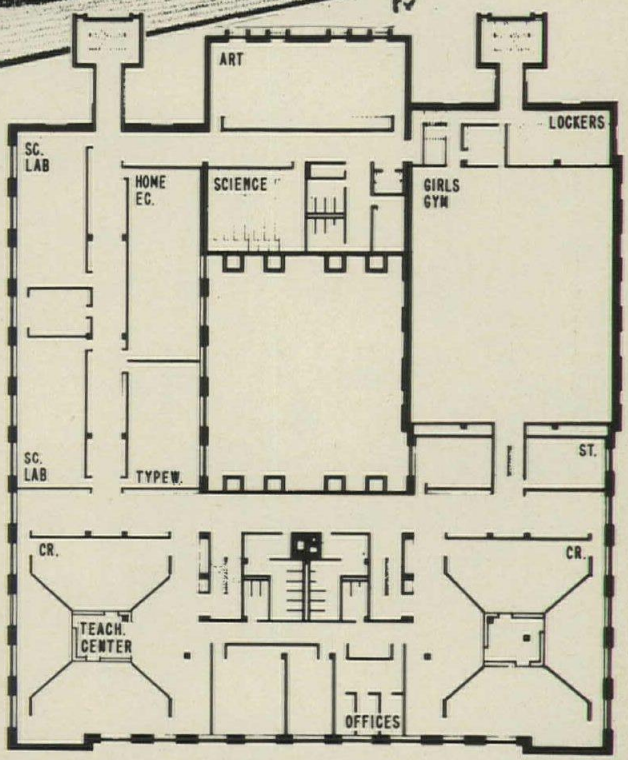 ART
LOCKERS
SC.
LAB
HOME
EC.
SCIENCE
GIRLS
GYM
SC.
LAB
TYPEW.
ST.
CR.
CR.
TEACH.
CENTER
OFFICES